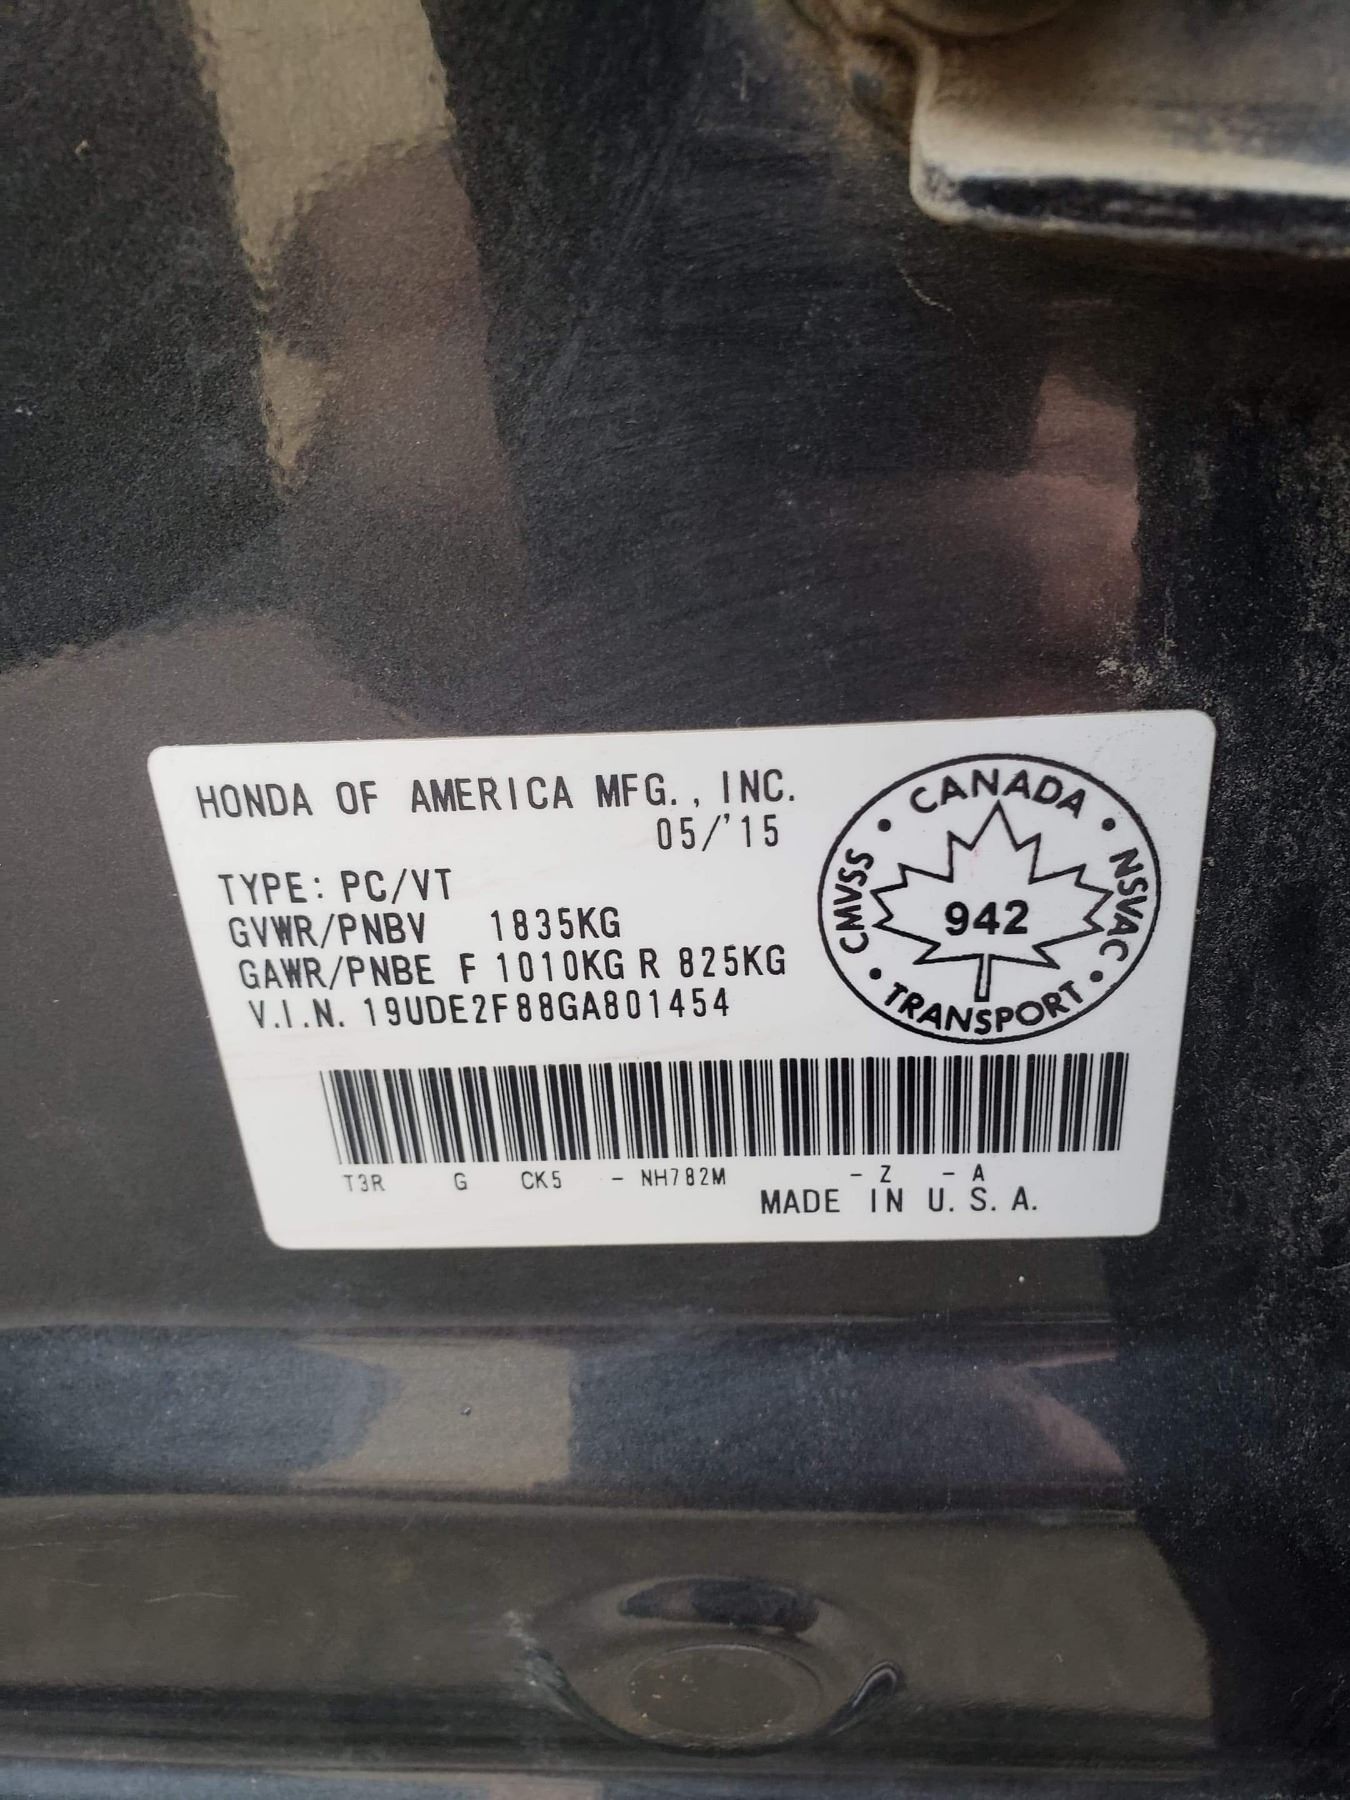 HONDA OF AMERICA MFG., INC.
05/'15
TYPE: PC/VT
GVWR/PNBV 1835KG
GAWR/PNBE F 1010KG R 825KG
V.I.N. 19UDE2F88GA801454
CANADA
CMVSS
NSVAC
942
TRANSPORT
T3R G CK5 - NH782M - Z - A
MADE IN U.S.A.